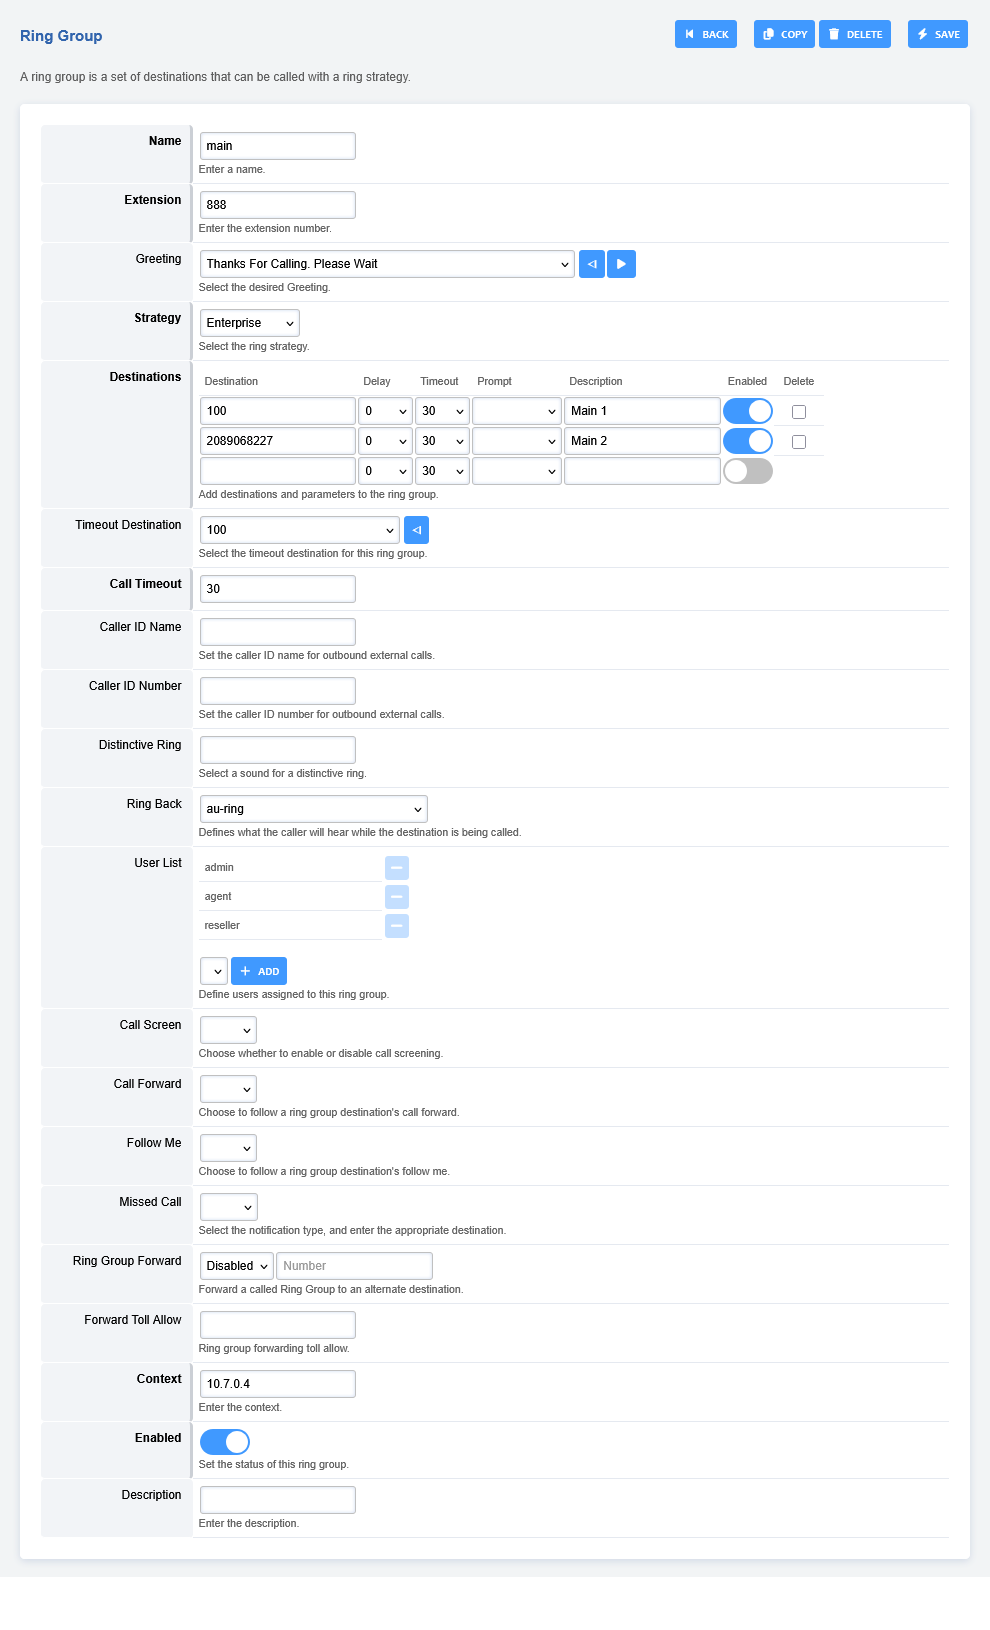 Ring Group
BACK COPY DELETE SAVE
A ring group is a set of destinations that can be called with a ring strategy.
Name main
Enter a name.
Extension 888
Enter the extension number.
Greeting Thanks For Calling. Please Wait
Select the desired Greeting.
Strategy Enterprise
Select the ring strategy.
Destinations Destination Delay Timeout Prompt Description Enabled Delete
100 0 30 Main 1
2089068227 0 30 Main 2
0 30
Add destinations and parameters to the ring group.
Timeout Destination 100
Select the timeout destination for this ring group.
Call Timeout 30
Caller ID Name
Set the caller ID name for outbound external calls.
Caller ID Number
Set the caller ID number for outbound external calls.
Distinctive Ring
Select a sound for a distinctive ring.
Ring Back au-ring
Defines what the caller will hear while the destination is being called.
User List admin
agent
reseller
ADD
Define users assigned to this ring group.
Call Screen
Choose whether to enable or disable call screening.
Call Forward
Choose to follow a ring group destination's call forward.
Follow Me
Choose to follow a ring group destination's follow me.
Missed Call
Select the notification type, and enter the appropriate destination.
Ring Group Forward Disabled Number
Forward a called Ring Group to an alternate destination.
Forward Toll Allow
Ring group forwarding toll allow.
Context 10.7.0.4
Enter the context.
Enabled
Set the status of this ring group.
Description
Enter the description.